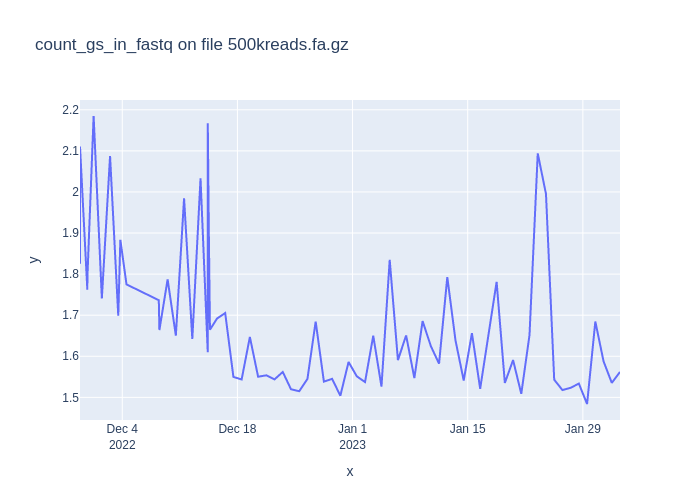 count_gs_in_fastq on file 500kreads.fa.gz
2.2
2.1
2
1.9
1.8
1.7
1.6
1.5
y
Dec 4
2022
Dec 18
Jan 1
2023
Jan 15
Jan 29
x